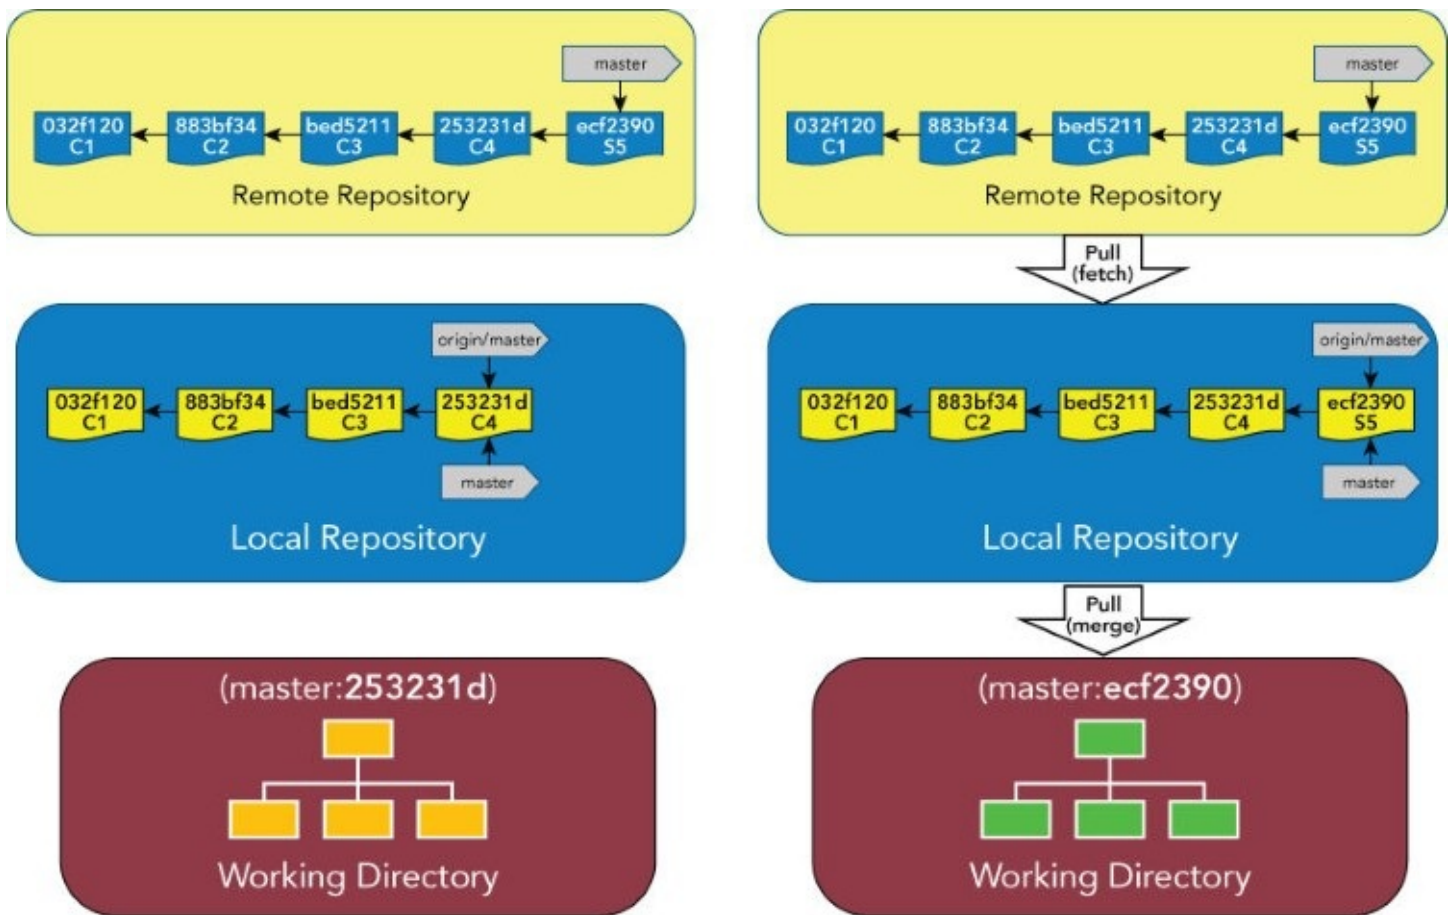 master
032f120
C1
883bf34
C2
bed5211
C3
253231d
C4
ecf2390
S5
Remote Repository
origin/master
032f120
C1
883bf34
C2
bed5211
C3
253231d
C4
master
Local Repository
(master:253231d)
Working Directory
master
032f120
C1
883bf34
C2
bed5211
C3
253231d
C4
ecf2390
S5
Remote Repository
Pull
(fetch)
origin/master
032f120
C1
883bf34
C2
bed5211
C3
253231d
C4
ecf2390
S5
master
Local Repository
Pull
(merge)
(master:ecf2390)
Working Directory